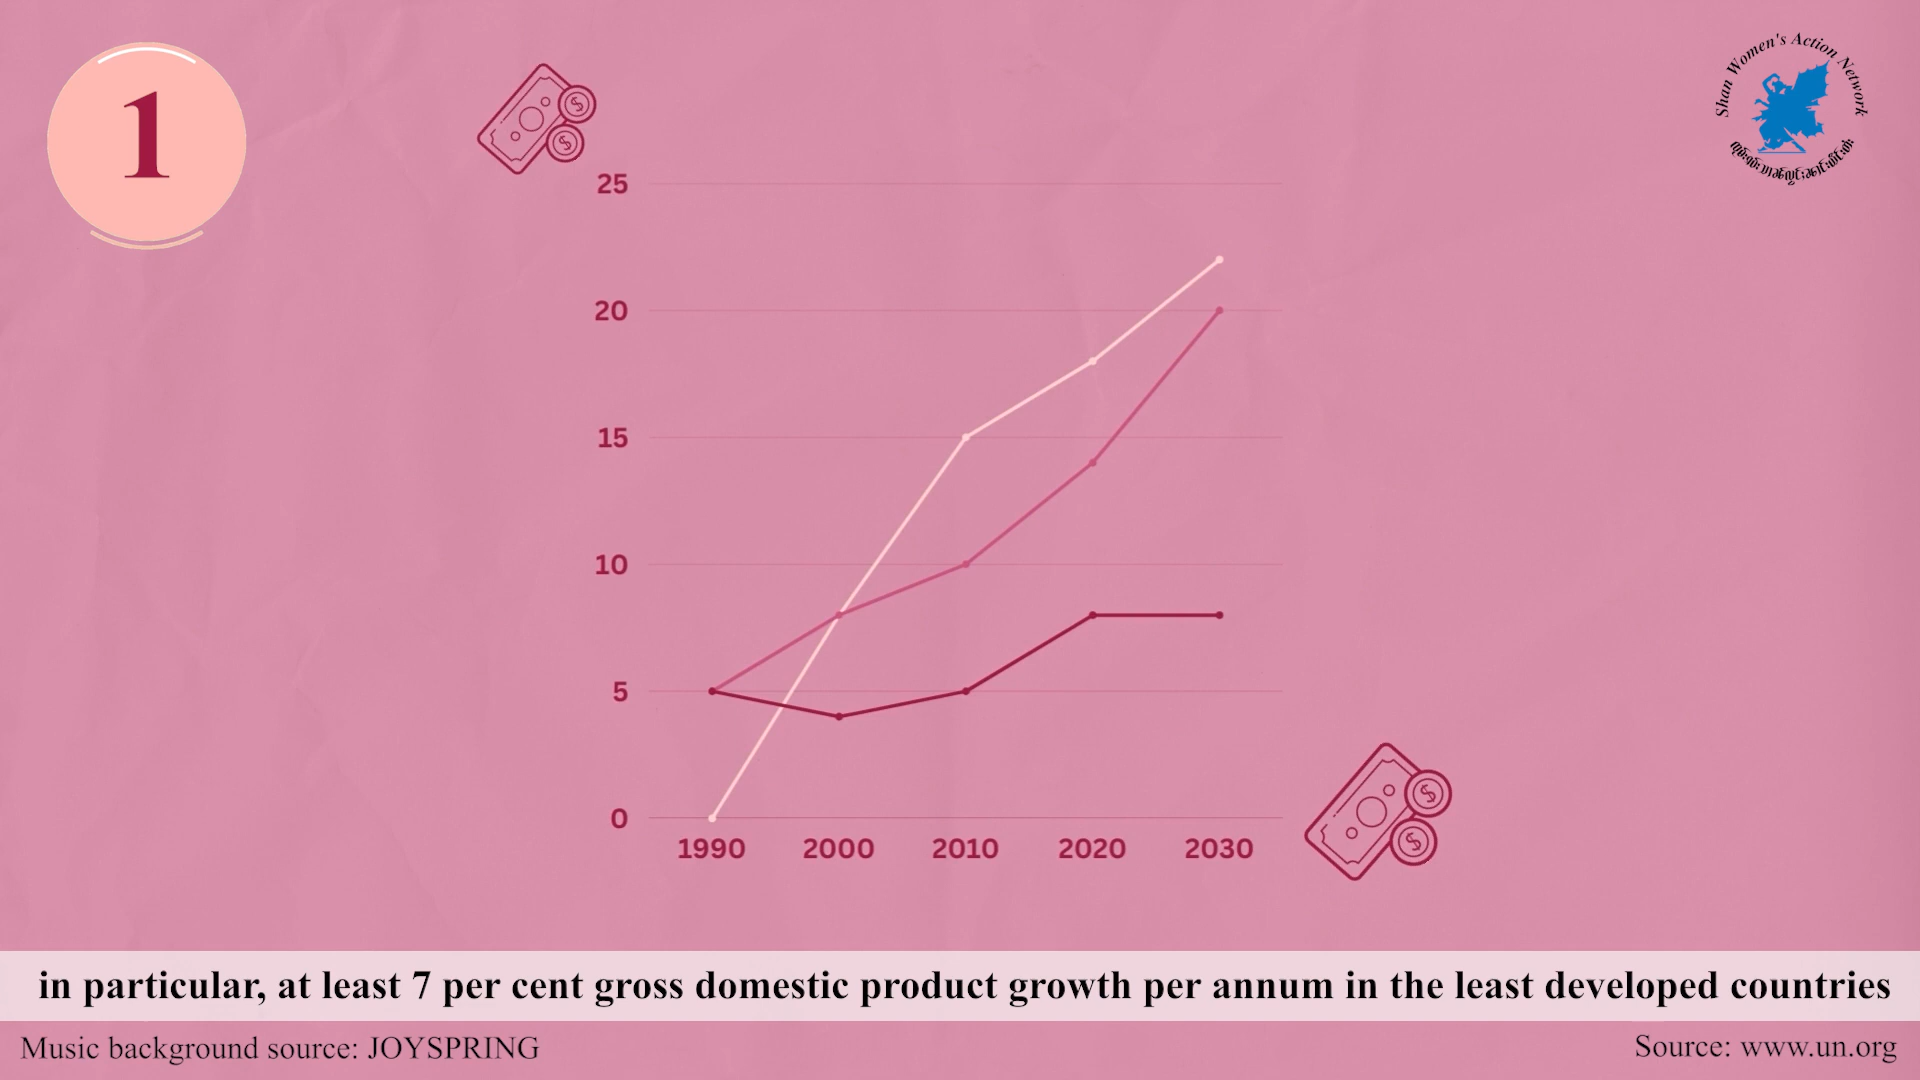 1
Shan Women's Action Network
25
20
15
10
5
0
1990 2000 2010 2020 2030
in particular, at least 7 per cent gross domestic product growth per annum in the least developed countries
Music background source: JOYSPRING
Source: www.un.org